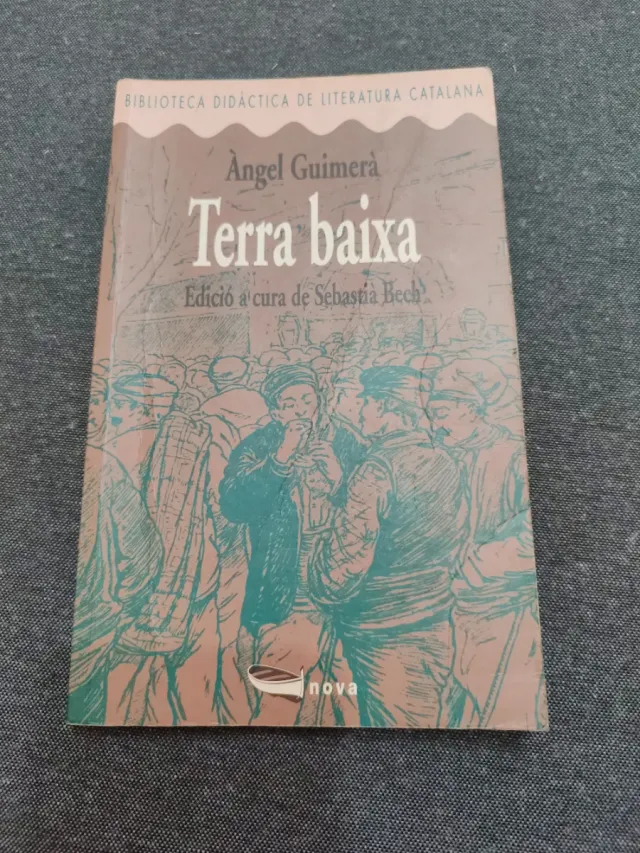 BIBLIOTECA DIDÀCTICA DE LITERATURA CATALANA
Àngel Guimerà
Terra baixa
Edició a cura de Sebastià Bech
nova